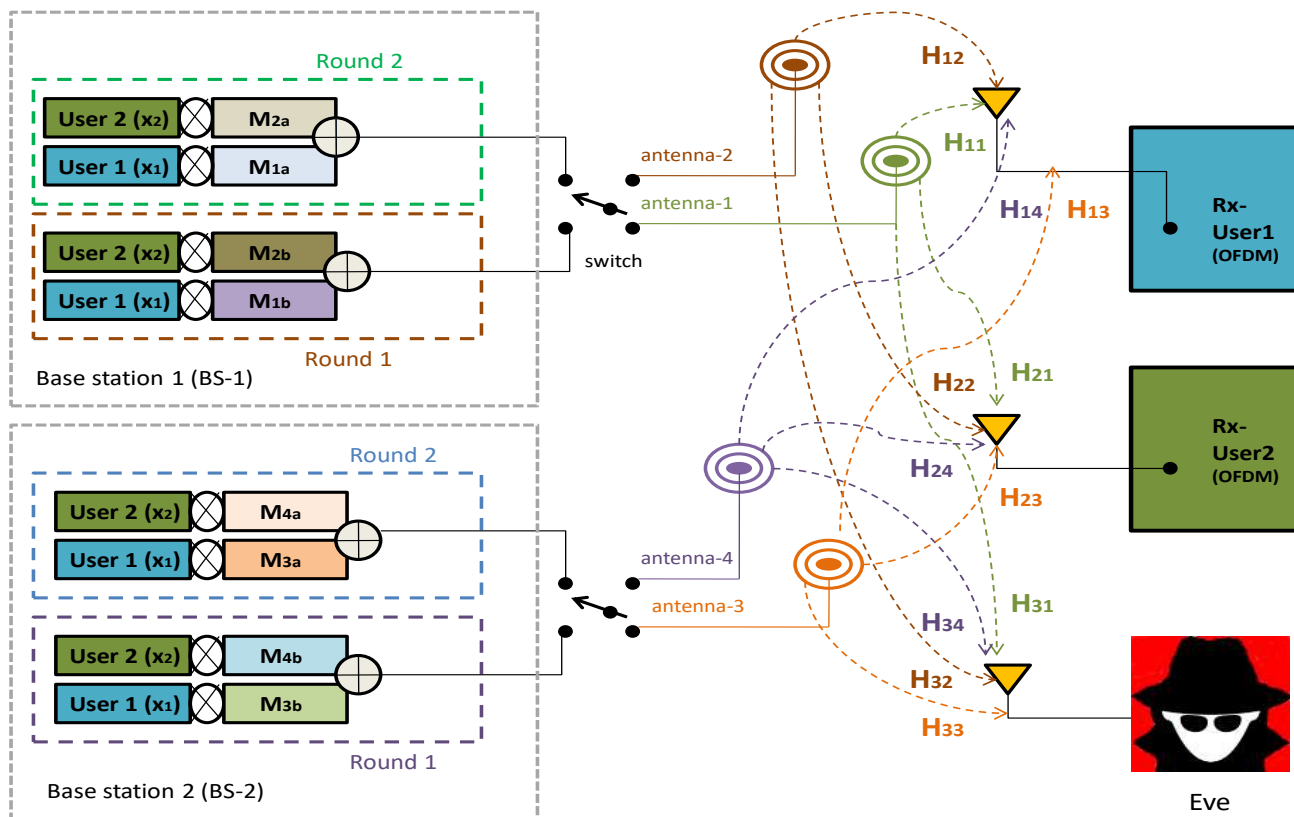 Round 2
User 2 (x2)
M2a
User 1 (x1)
M1a
User 2 (x2)
M2b
User 1 (x1)
M1b
Round 1
Base station 1 (BS-1)
antenna-2
antenna-1
switch
Round 2
User 2 (x2)
M4a
User 1 (x1)
M3a
User 2 (x2)
M4b
User 1 (x1)
M3b
Round 1
Base station 2 (BS-2)
antenna-4
antenna-3
H12
H11
H14
H13
H21
H22
H24
H23
H31
H34
H32
H33
Rx-
User1
(OFDM)
Rx-
User2
(OFDM)
Eve